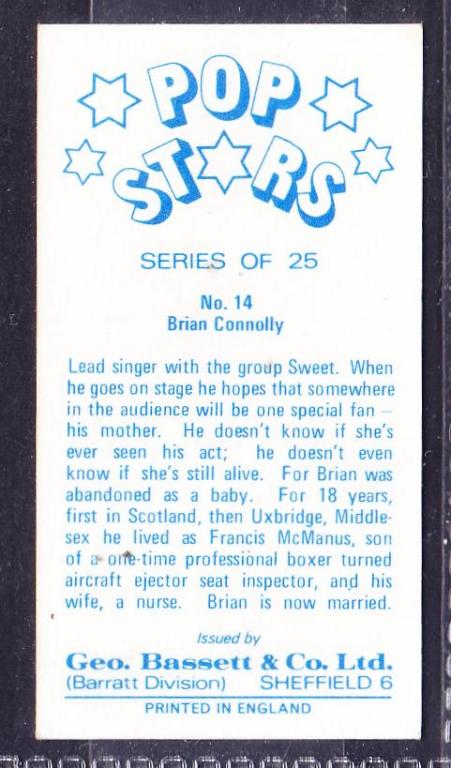 POP
ST☆RS
SERIES OF 25
No. 14
Brian Connolly
Lead singer with the group Sweet. When
he goes on stage he hopes that somewhere
in the audience will be one special fan –
his mother. He doesn't know if she's
ever seen his act; he doesn't even
know if she's still alive. For Brian was
abandoned as a baby. For 18 years,
first in Scotland, then Uxbridge, Middle-
sex he lived as Francis McManus, son
of a one-time professional boxer turned
aircraft ejector seat inspector, and his
wife, a nurse. Brian is now married.
Issued by
Geo. Bassett & Co. Ltd.
(Barratt Division) SHEFFIELD 6
PRINTED IN ENGLAND